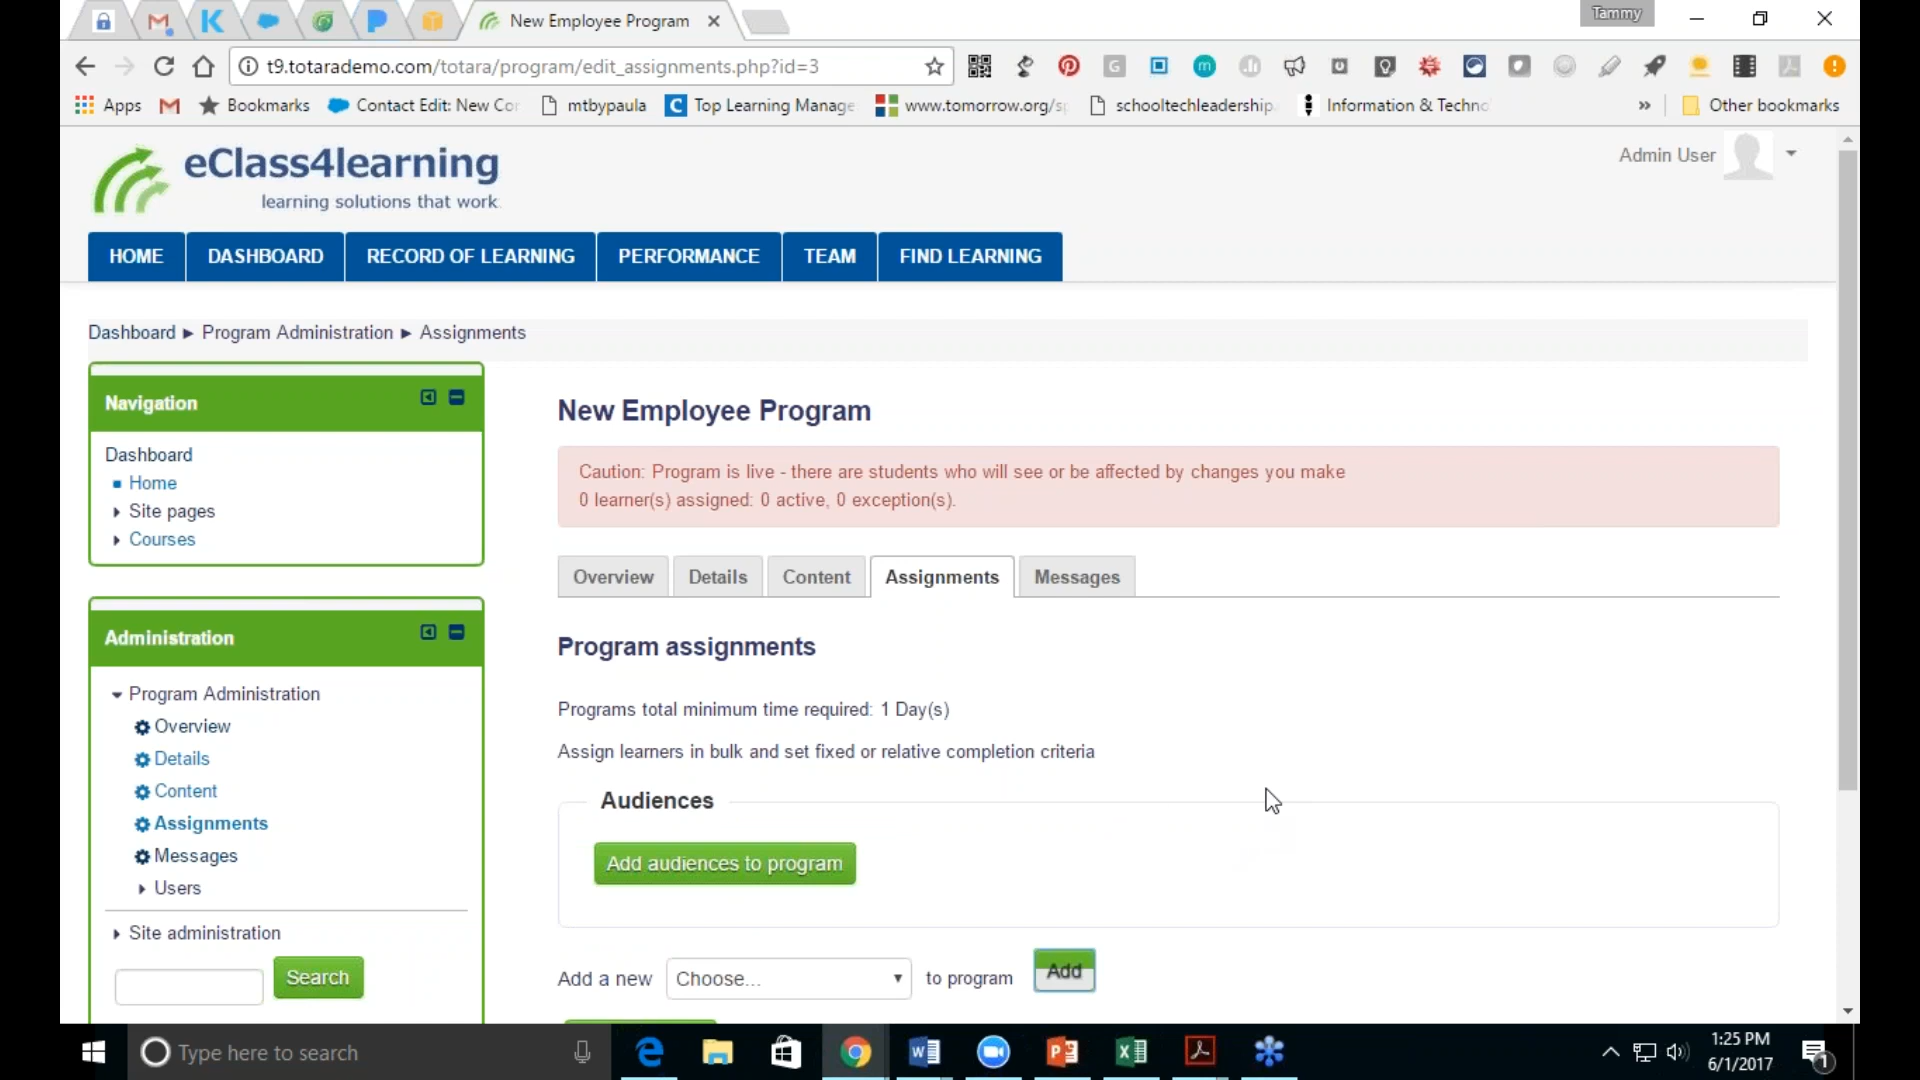 New Employee Program
Tammy
t9.totarademo.com/totara/program/edit_assignments.php?id=3
Apps
Bookmarks
Contact Edit: New Co
mtbypaula
Top Learning Manage
www.tomorrow.org/s
schooltechleadership
Information & Techno
»
Other bookmarks
eClass4learning
learning solutions that work
Admin User
HOME
DASHBOARD
RECORD OF LEARNING
PERFORMANCE
TEAM
FIND LEARNING
Dashboard ► Program Administration ► Assignments
Navigation
Dashboard
Home
Site pages
Courses
Administration
Program Administration
Overview
Details
Content
Assignments
Messages
Users
Site administration
Search
New Employee Program
Caution: Program is live - there are students who will see or be affected by changes you make
0 learner(s) assigned: 0 active, 0 exception(s).
Overview
Details
Content
Assignments
Messages
Program assignments
Programs total minimum time required: 1 Day(s)
Assign learners in bulk and set fixed or relative completion criteria
Audiences
Add audiences to program
Add a new Choose... to program Add
Type here to search
1:25 PM
6/1/2017
1